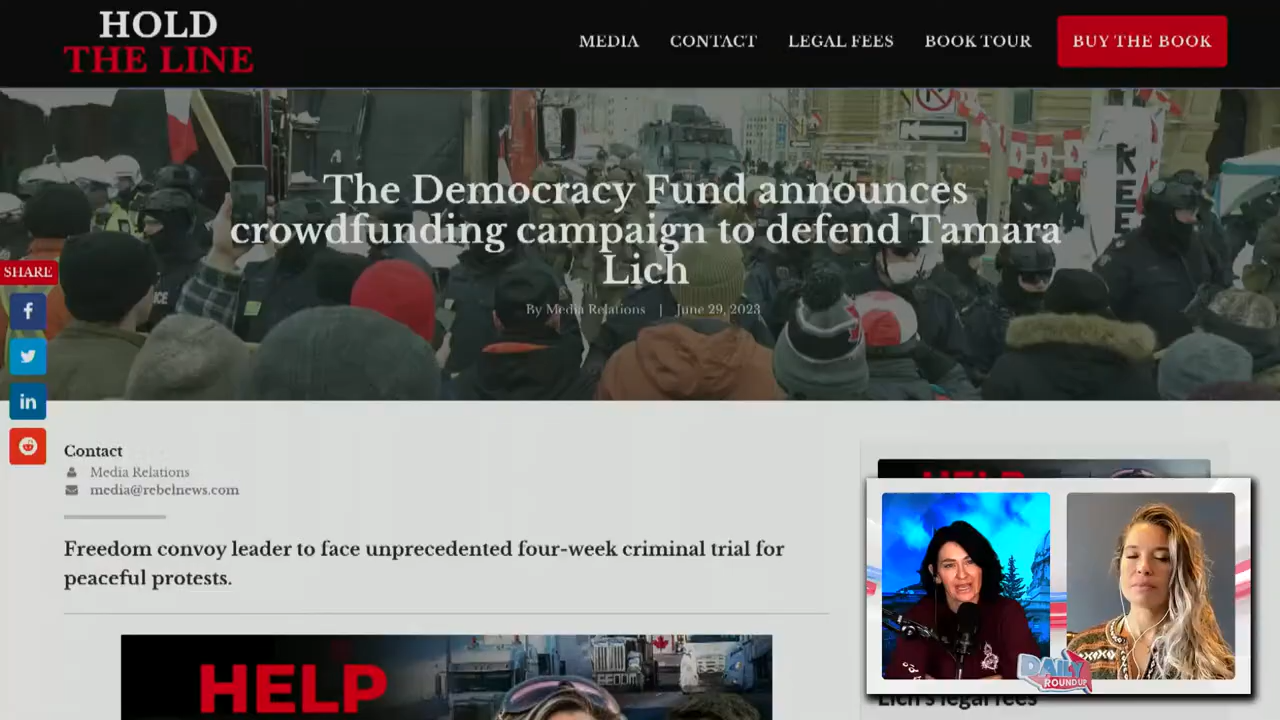 HOLD
THE LINE
MEDIA
CONTACT
LEGAL FEES
BOOK TOUR
BUY THE BOOK
The Democracy Fund announces
crowdfunding campaign to defend Tamara
Lich
By Media Relations | June 29, 2023
SHARE
Contact
Media Relations
media@rebelnews.com
Freedom convoy leader to face unprecedented four-week criminal trial for
peaceful protests.
HELP
HELP
DAILY
ROUNDUP
Lich's legal fees